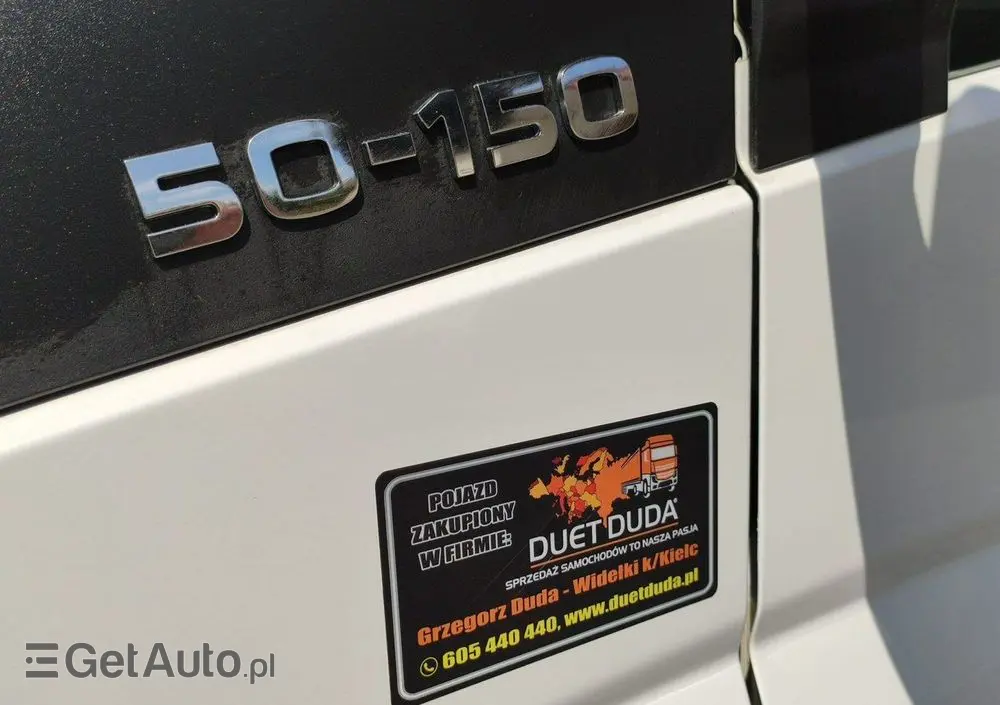 50-150
POJAZD
ZAKUPIONY
W FIRMIE:
DUET DUDA®
SPRZEDAŻ SAMOCHODÓW TO NASZA PASJA
Grzegorz Duda - Widełki k/Kielc
605 440 440, www.duetduda.pl
GetAuto.pl